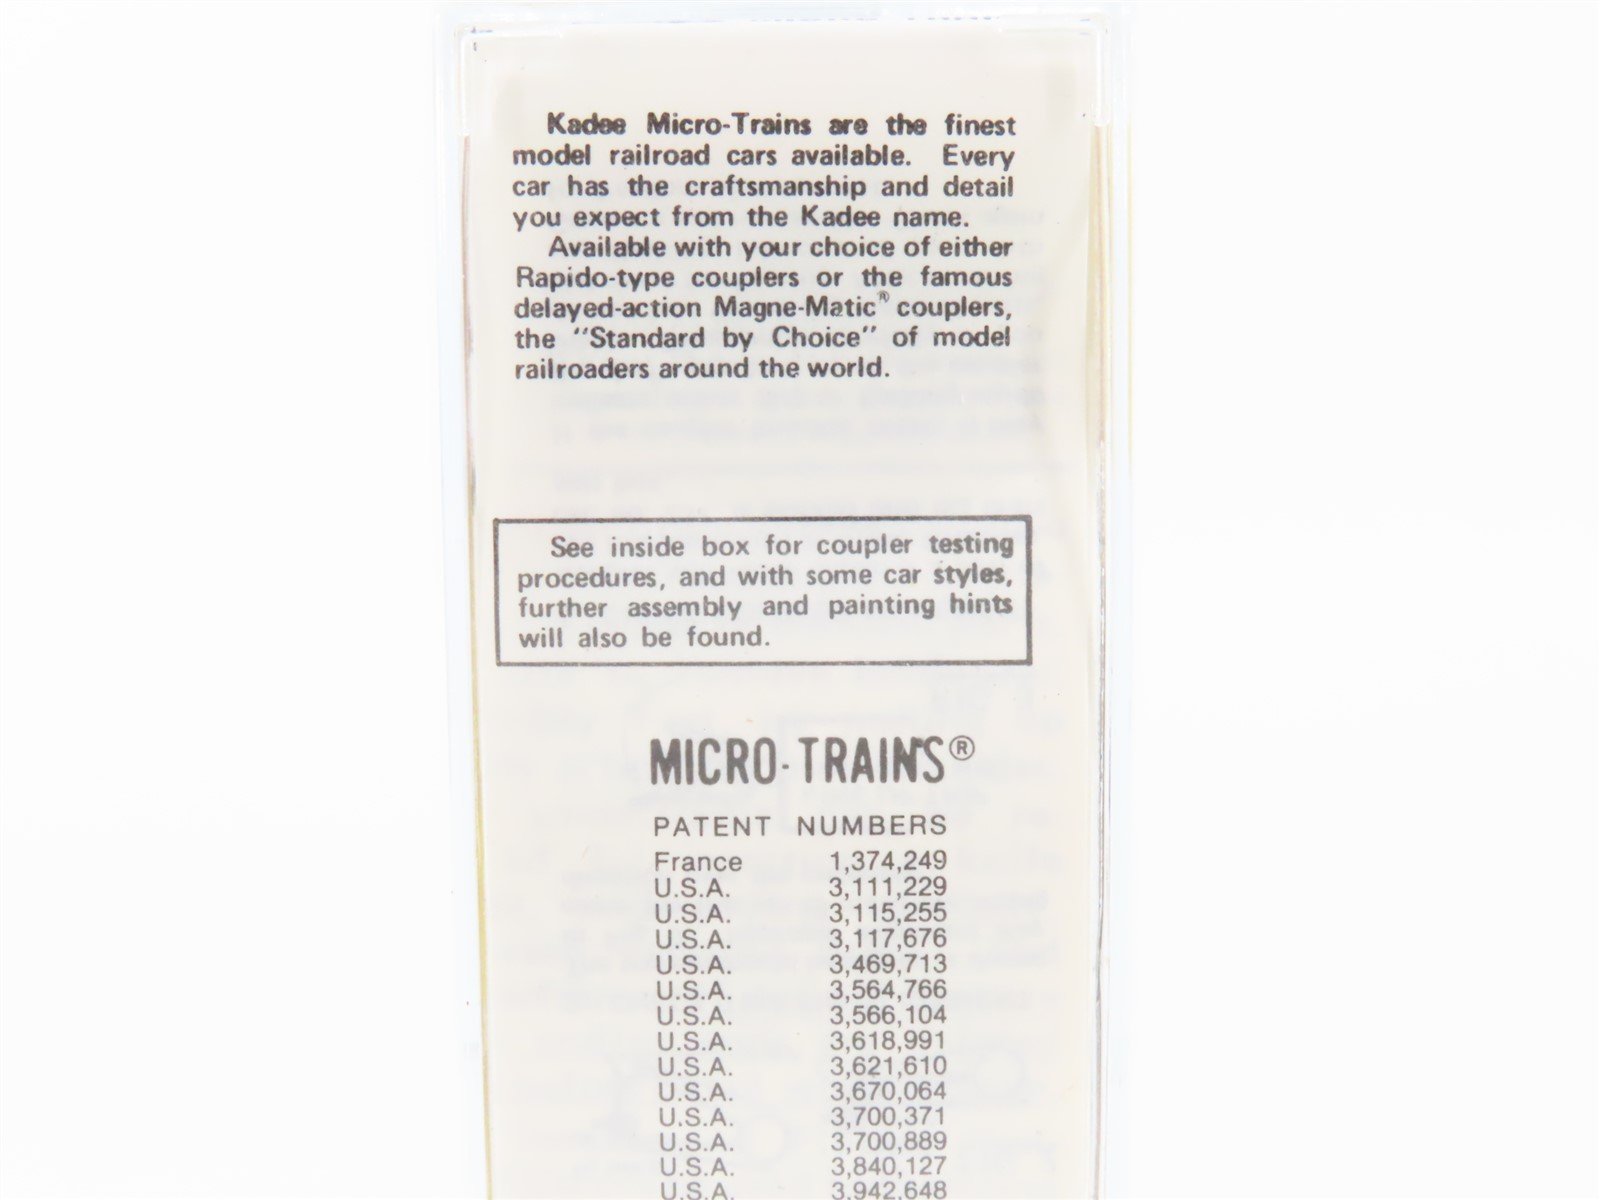 Kadee Micro-Trains are the finest
model railroad cars available. Every
car has the craftsmanship and detail
you expect from the Kadee name.
Available with your choice of either
Rapido-type couplers or the famous
delayed-action Magne-Matic® couplers,
the "Standard by Choice" of model
railroaders around the world.
See inside box for coupler testing
procedures, and with some car styles,
further assembly and painting hints
will also be found.
MICRO-TRAINS®
PATENT NUMBERS
France 1,374,249
U.S.A. 3,111,229
U.S.A. 3,115,255
U.S.A. 3,117,676
U.S.A. 3,469,713
U.S.A. 3,564,766
U.S.A. 3,566,104
U.S.A. 3,618,991
U.S.A. 3,621,610
U.S.A. 3,670,064
U.S.A. 3,700,371
U.S.A. 3,700,889
U.S.A. 3,840,127
U.S.A. 3,942,648